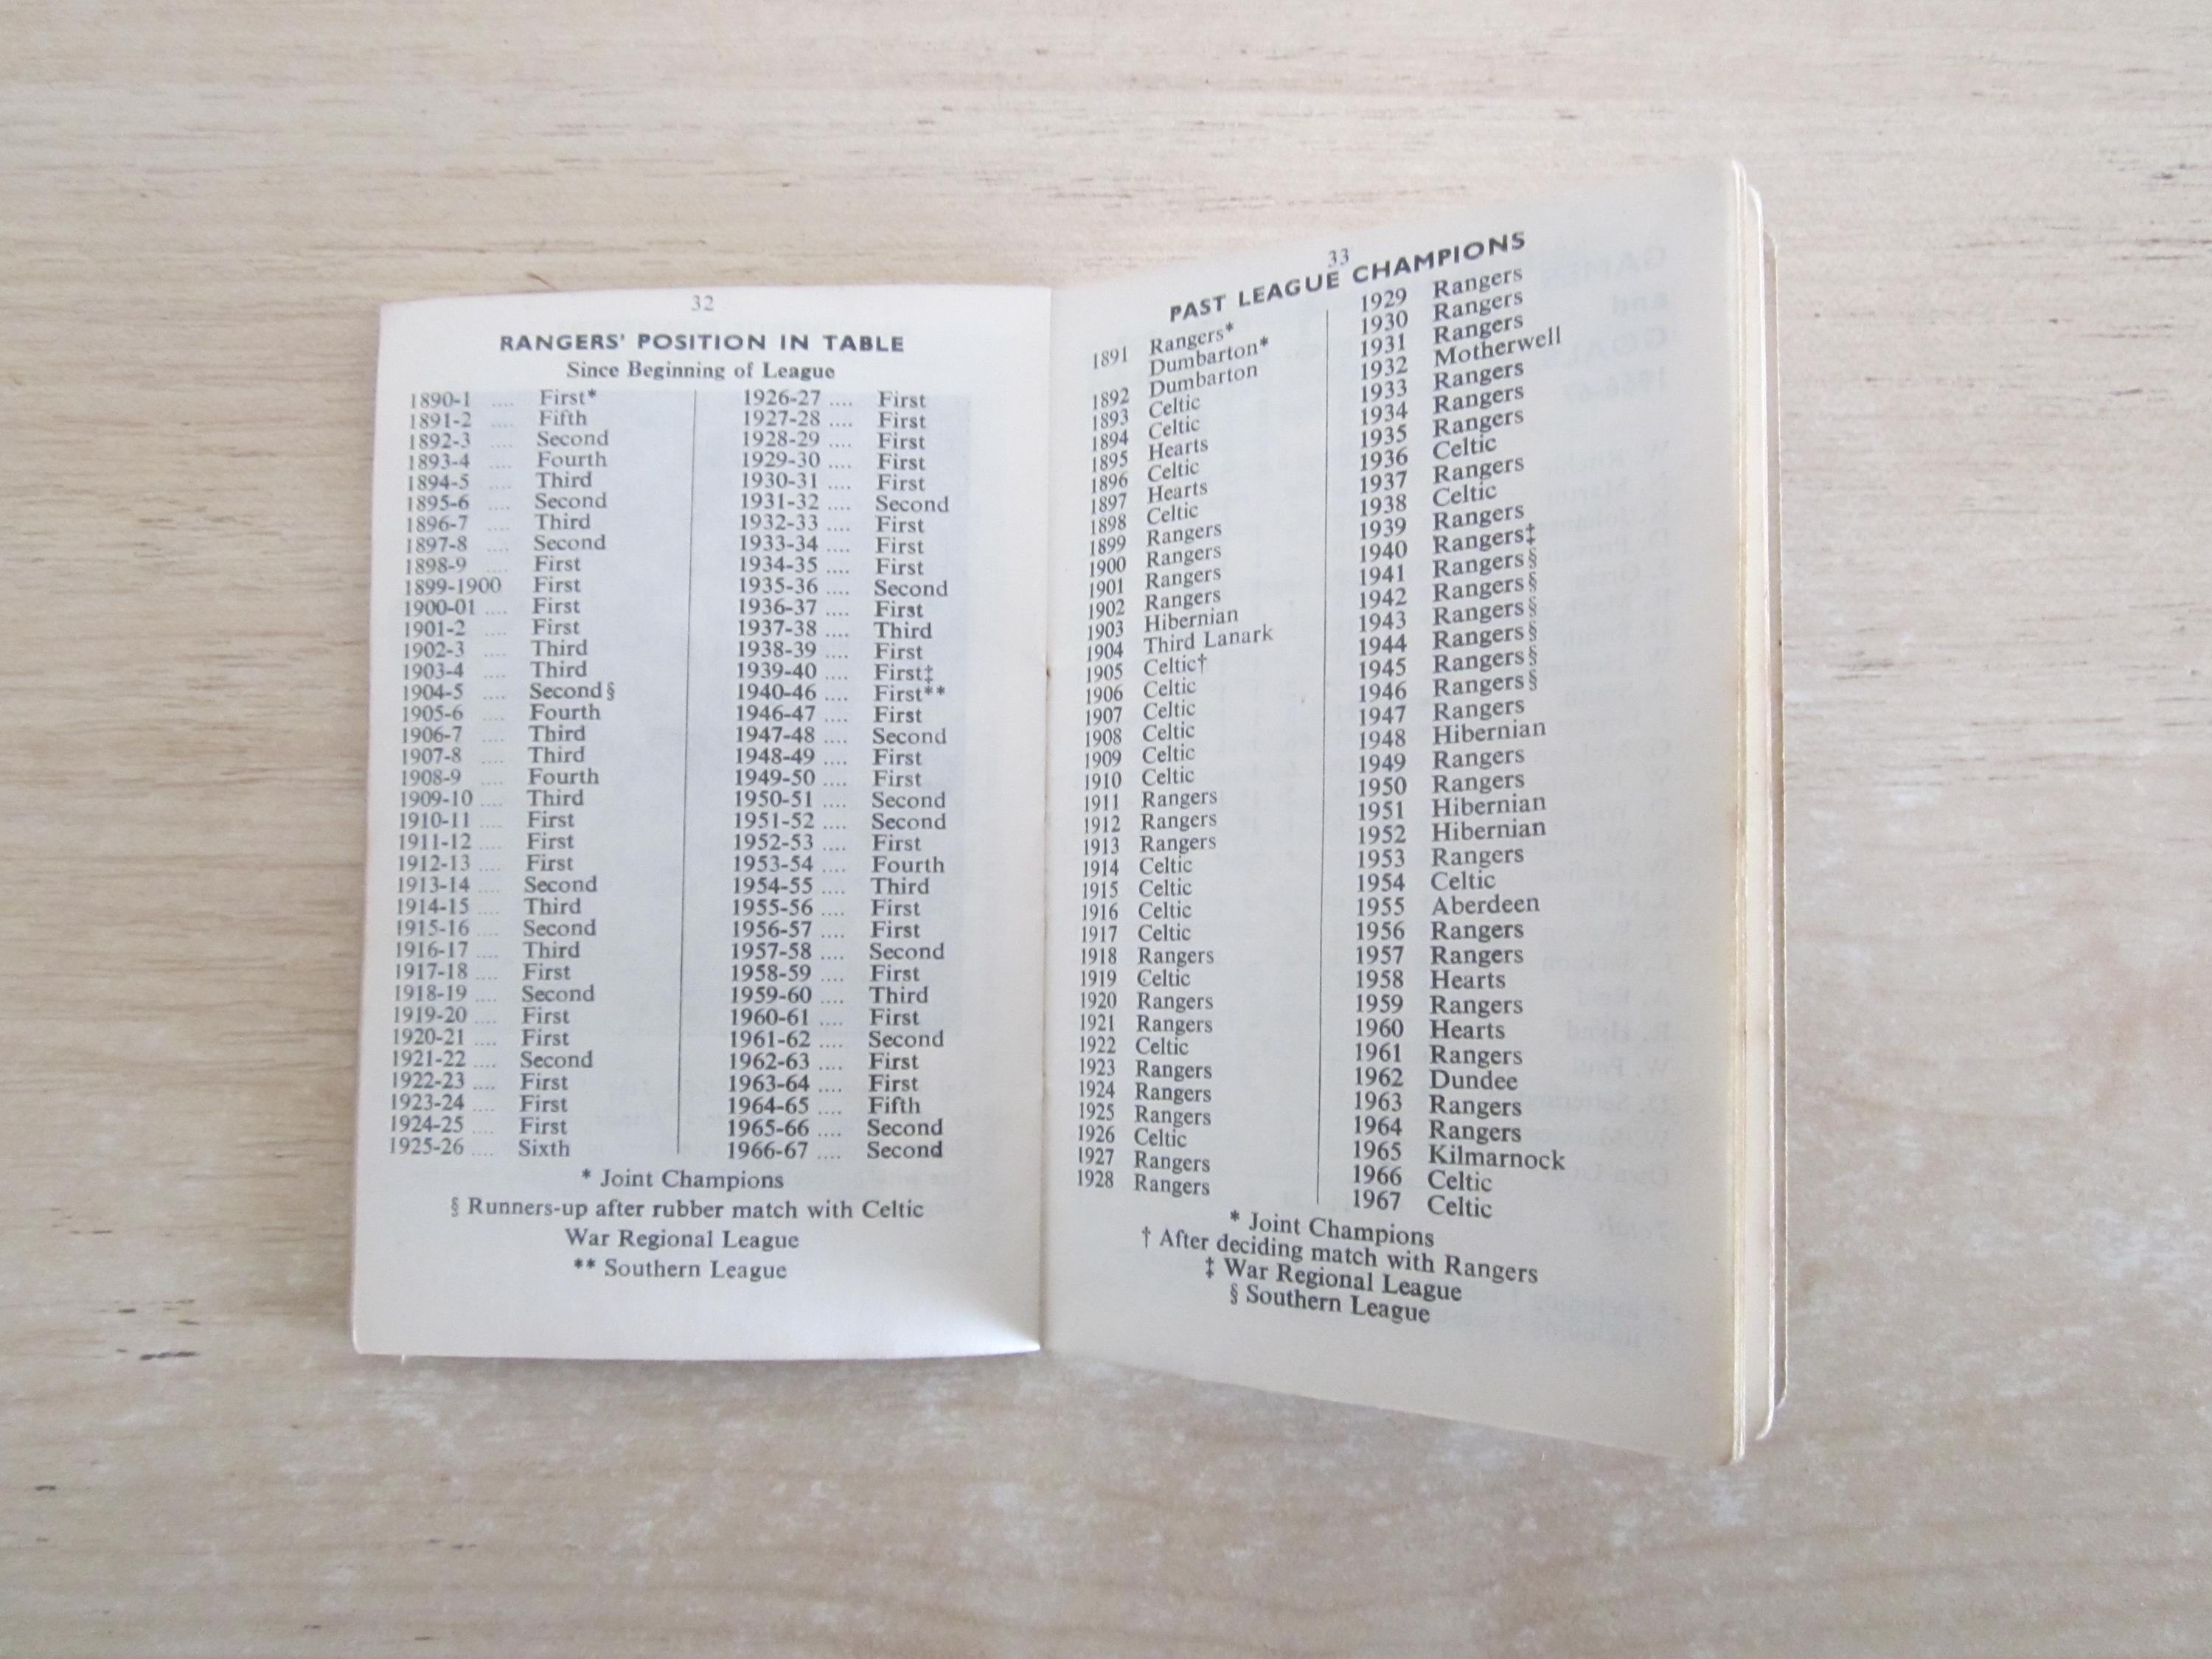 32
RANGERS' POSITION IN TABLE
Since Beginning of League
1890-1 .... First*
1891-2 .... Fifth
1892-3 .... Second
1893-4 .... Fourth
1894-5 .... Third
1895-6 .... Second
1896-7 .... Third
1897-8 .... Second
1898-9 .... First
1899-1900 First
1900-01 .... First
1901-2 .... First
1902-3 .... Third
1903-4 .... Third
1904-5 .... Second§
1905-6 .... Fourth
1906-7 .... Third
1907-8 .... Third
1908-9 .... Fourth
1909-10 .... Third
1910-11 .... First
1911-12 .... First
1912-13 .... First
1913-14 .... Second
1914-15 .... Third
1915-16 .... Second
1916-17 .... Third
1917-18 .... First
1918-19 .... Second
1919-20 .... First
1920-21 .... First
1921-22 .... Second
1922-23 .... First
1923-24 .... First
1924-25 .... First
1925-26 .... Sixth
1926-27 .... First
1927-28 .... First
1928-29 .... First
1929-30 .... First
1930-31 .... First
1931-32 .... Second
1932-33 .... First
1933-34 .... First
1934-35 .... First
1935-36 .... Second
1936-37 .... First
1937-38 .... Third
1938-39 .... First
1939-40 .... First‡
1940-46 .... First**
1946-47 .... First
1947-48 .... Second
1948-49 .... First
1949-50 .... First
1950-51 .... Second
1951-52 .... Second
1952-53 .... First
1953-54 .... Fourth
1954-55 .... Third
1955-56 .... First
1956-57 .... First
1957-58 .... Second
1958-59 .... First
1959-60 .... Third
1960-61 .... First
1961-62 .... Second
1962-63 .... First
1963-64 .... First
1964-65 .... Fifth
1965-66 .... Second
1966-67 .... Second
* Joint Champions
§ Runners-up after rubber match with Celtic
War Regional League
** Southern League
33
PAST LEAGUE CHAMPIONS
1891 Rangers*
Dumbarton*
1892 Dumbarton
1893 Celtic
1894 Celtic
1895 Hearts
1896 Celtic
1897 Hearts
1898 Celtic
1899 Rangers
1900 Rangers
1901 Rangers
1902 Rangers
1903 Hibernian
1904 Third Lanark
1905 Celtic†
1906 Celtic
1907 Celtic
1908 Celtic
1909 Celtic
1910 Celtic
1911 Rangers
1912 Rangers
1913 Rangers
1914 Celtic
1915 Celtic
1916 Celtic
1917 Celtic
1918 Rangers
1919 Celtic
1920 Rangers
1921 Rangers
1922 Celtic
1923 Rangers
1924 Rangers
1925 Rangers
1926 Celtic
1927 Rangers
1928 Rangers
1929 Rangers
1930 Rangers
1931 Rangers
1932 Motherwell
1933 Rangers
1934 Rangers
1935 Rangers
1936 Celtic
1937 Rangers
1938 Celtic
1939 Rangers
1940 Rangers‡
1941 Rangers§
1942 Rangers§
1943 Rangers§
1944 Rangers§
1945 Rangers§
1946 Rangers§
1947 Rangers
1948 Hibernian
1949 Rangers
1950 Rangers
1951 Hibernian
1952 Hibernian
1953 Rangers
1954 Celtic
1955 Aberdeen
1956 Rangers
1957 Rangers
1958 Hearts
1959 Rangers
1960 Hearts
1961 Rangers
1962 Dundee
1963 Rangers
1964 Rangers
1965 Kilmarnock
1966 Celtic
1967 Celtic
* Joint Champions
† After deciding match with Rangers
‡ War Regional League
§ Southern League